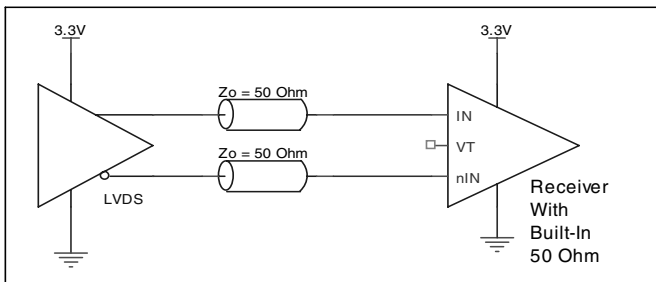 3.3V
3.3V
Zo = 50 Ohm
IN
VT
Zo = 50 Ohm
nIN
LVDS
Receiver
With
Built-In
50 Ohm